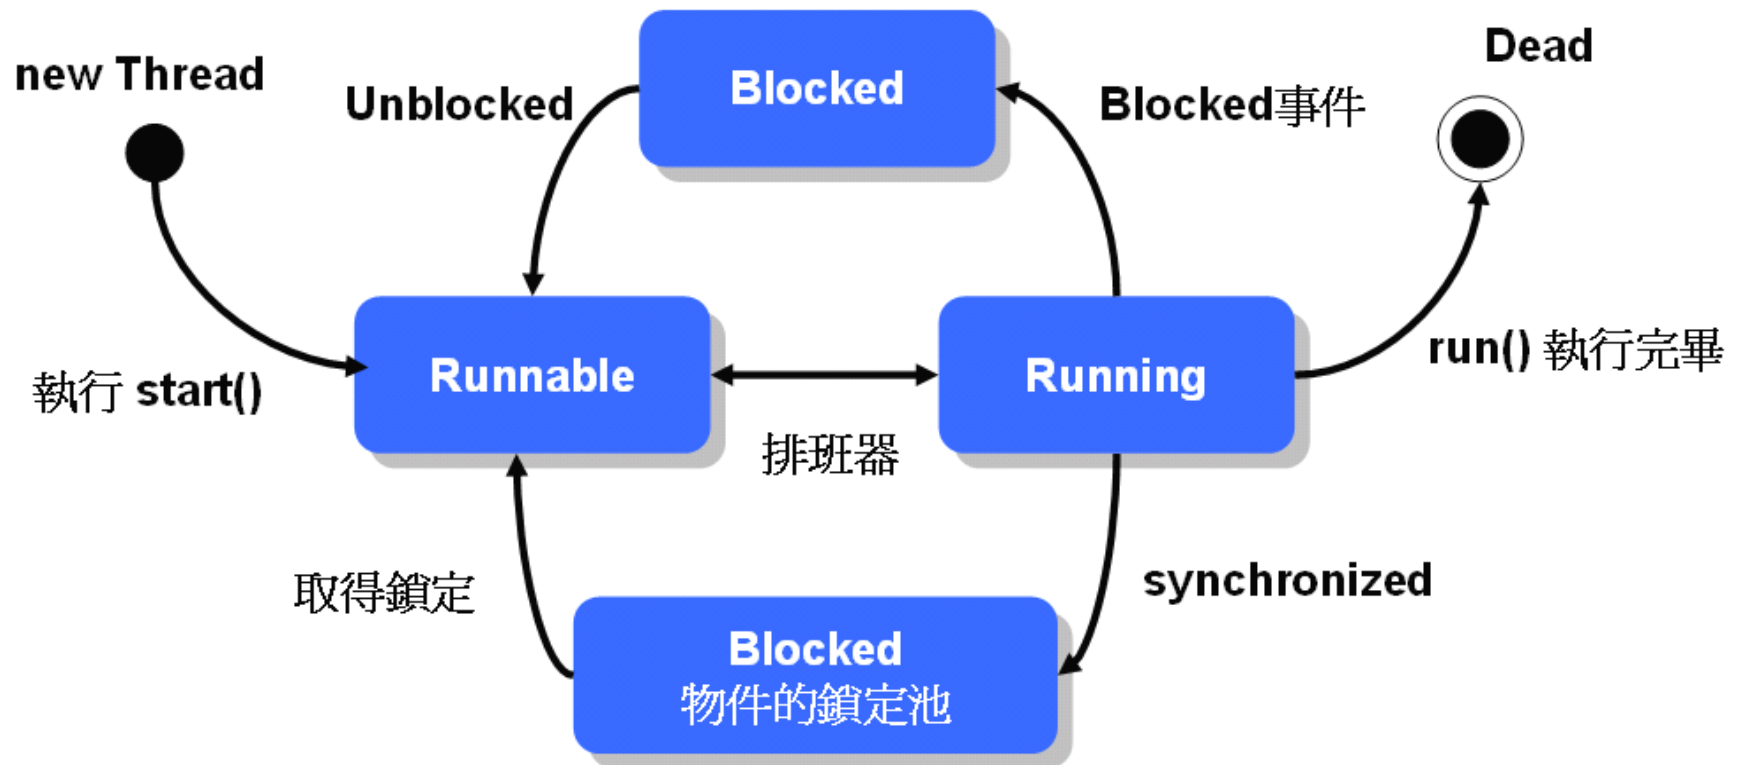 new Thread
Unblocked
Blocked
Blocked事件
Dead
執行 start()
Runnable
排班器
Running
run() 執行完畢
取得鎖定
synchronized
Blocked
物件的鎖定池